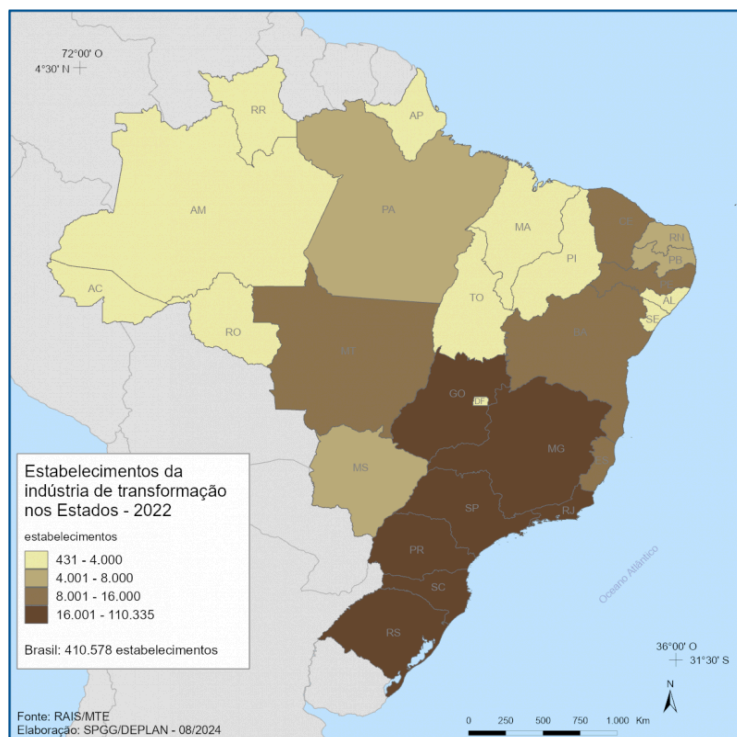 72°00' O
4°30' N
RR
AP
AM
PA
MA
CE
RN
PB
PI
PE
AC
TO
AL
SE
RO
BA
MT
GO
DF
MG
MS
ES
SP
RJ
PR
SC
RS
Oceano Atlântico
Estabelecimentos da
indústria de transformação
nos Estados - 2022
estabelecimentos
431 - 4.000
4.001 - 8.000
8.001 - 16.000
16.001 - 110.335
Brasil: 410.578 estabelecimentos
36°00' O
31°30' S
N
Fonte: RAIS/MTE
Elaboração: SPGG/DEPLAN - 08/2024
0 250 500 750 1.000 Km